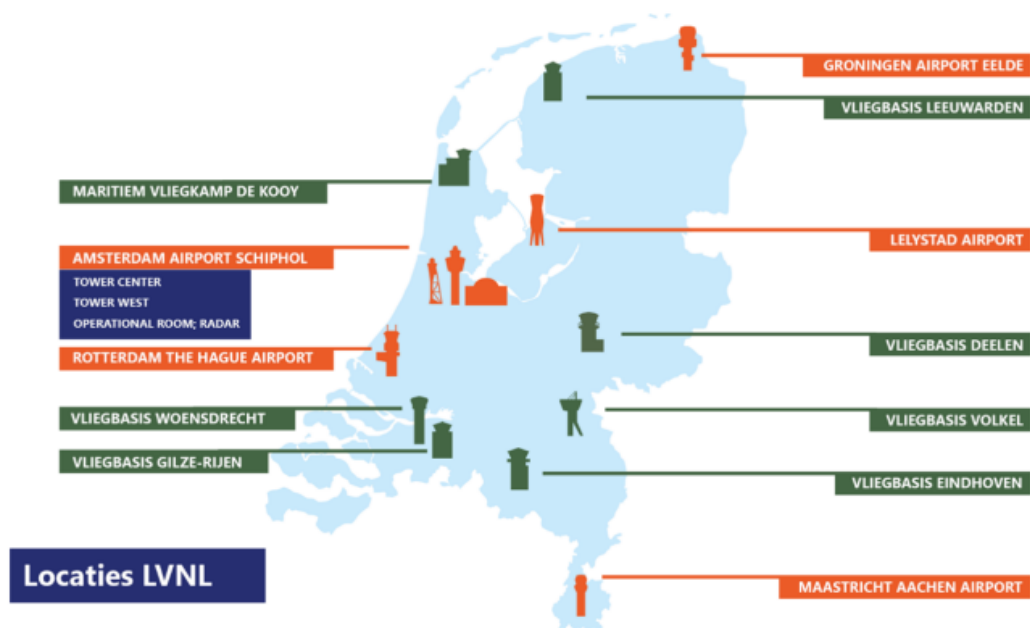 GRONINGEN AIRPORT EELDE
VLIEGBASIS LEEUWARDEN
MARITIEM VLIEGKAMP DE KOOY
LELYSTAD AIRPORT
AMSTERDAM AIRPORT SCHIPHOL
TOWER CENTER
TOWER WEST
OPERATIONAL ROOM; RADAR
VLIEGBASIS DEELEN
ROTTERDAM THE HAGUE AIRPORT
VLIEGBASIS WOENSDRECHT
VLIEGBASIS VOLKEL
VLIEGBASIS GILZE-RIJEN
VLIEGBASIS EINDHOVEN
Locaties LVNL
MAASTRICHT AACHEN AIRPORT